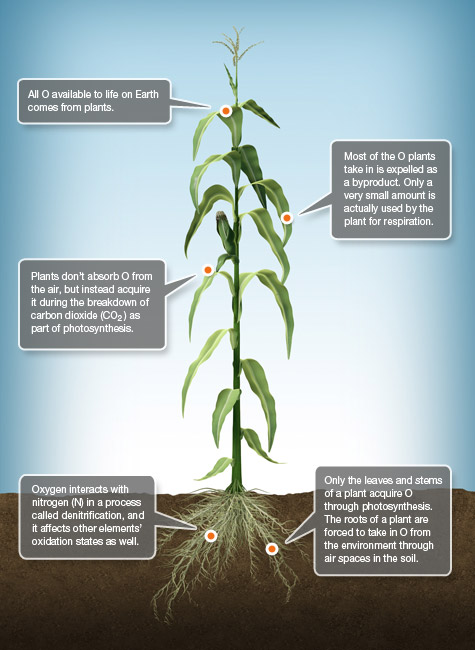 All O available to life on Earth
comes from plants.
Most of the O plants
take in is expelled as
a byproduct. Only a
very small amount is
actually used by the
plant for respiration.
Plants don't absorb O from
the air, but instead acquire
it during the breakdown of
carbon dioxide (CO₂) as
part of photosynthesis.
Oxygen interacts with
nitrogen (N) in a process
called denitrification, and
it affects other elements'
oxidation states as well.
Only the leaves and stems
of a plant acquire O
through photosynthesis.
The roots of a plant are
forced to take in O from
the environment through
air spaces in the soil.